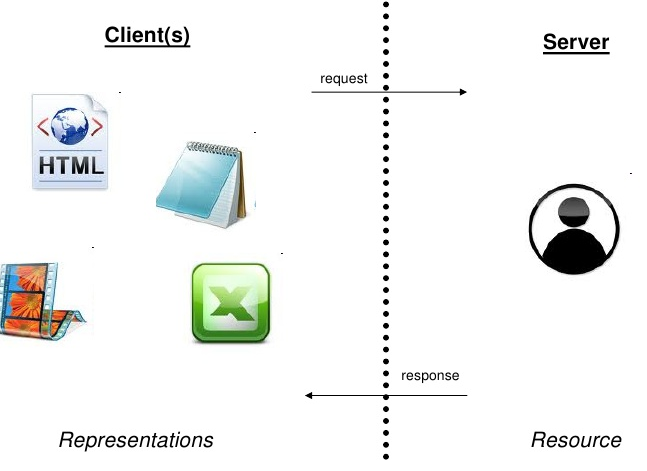 Client(s)
Server
request
HTML
response
Representations
Resource